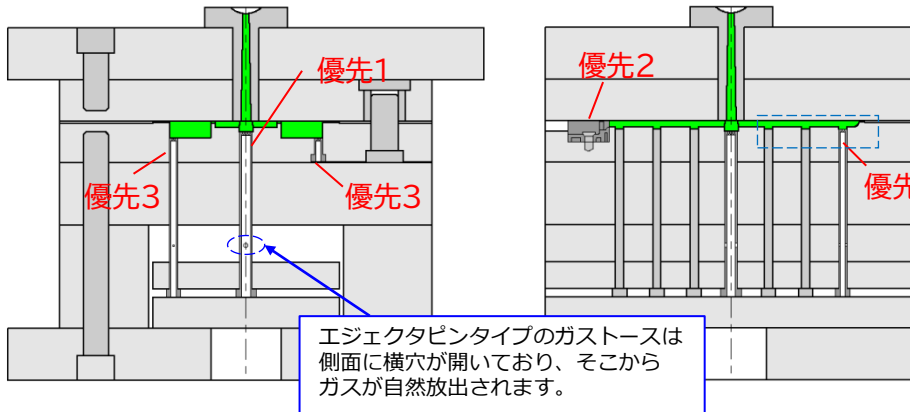 優先1
優先2
優先3
優先3
優先
エジェクタピンタイプのガストースは
側面に横穴が開いており、そこから
ガスが自然放出されます。